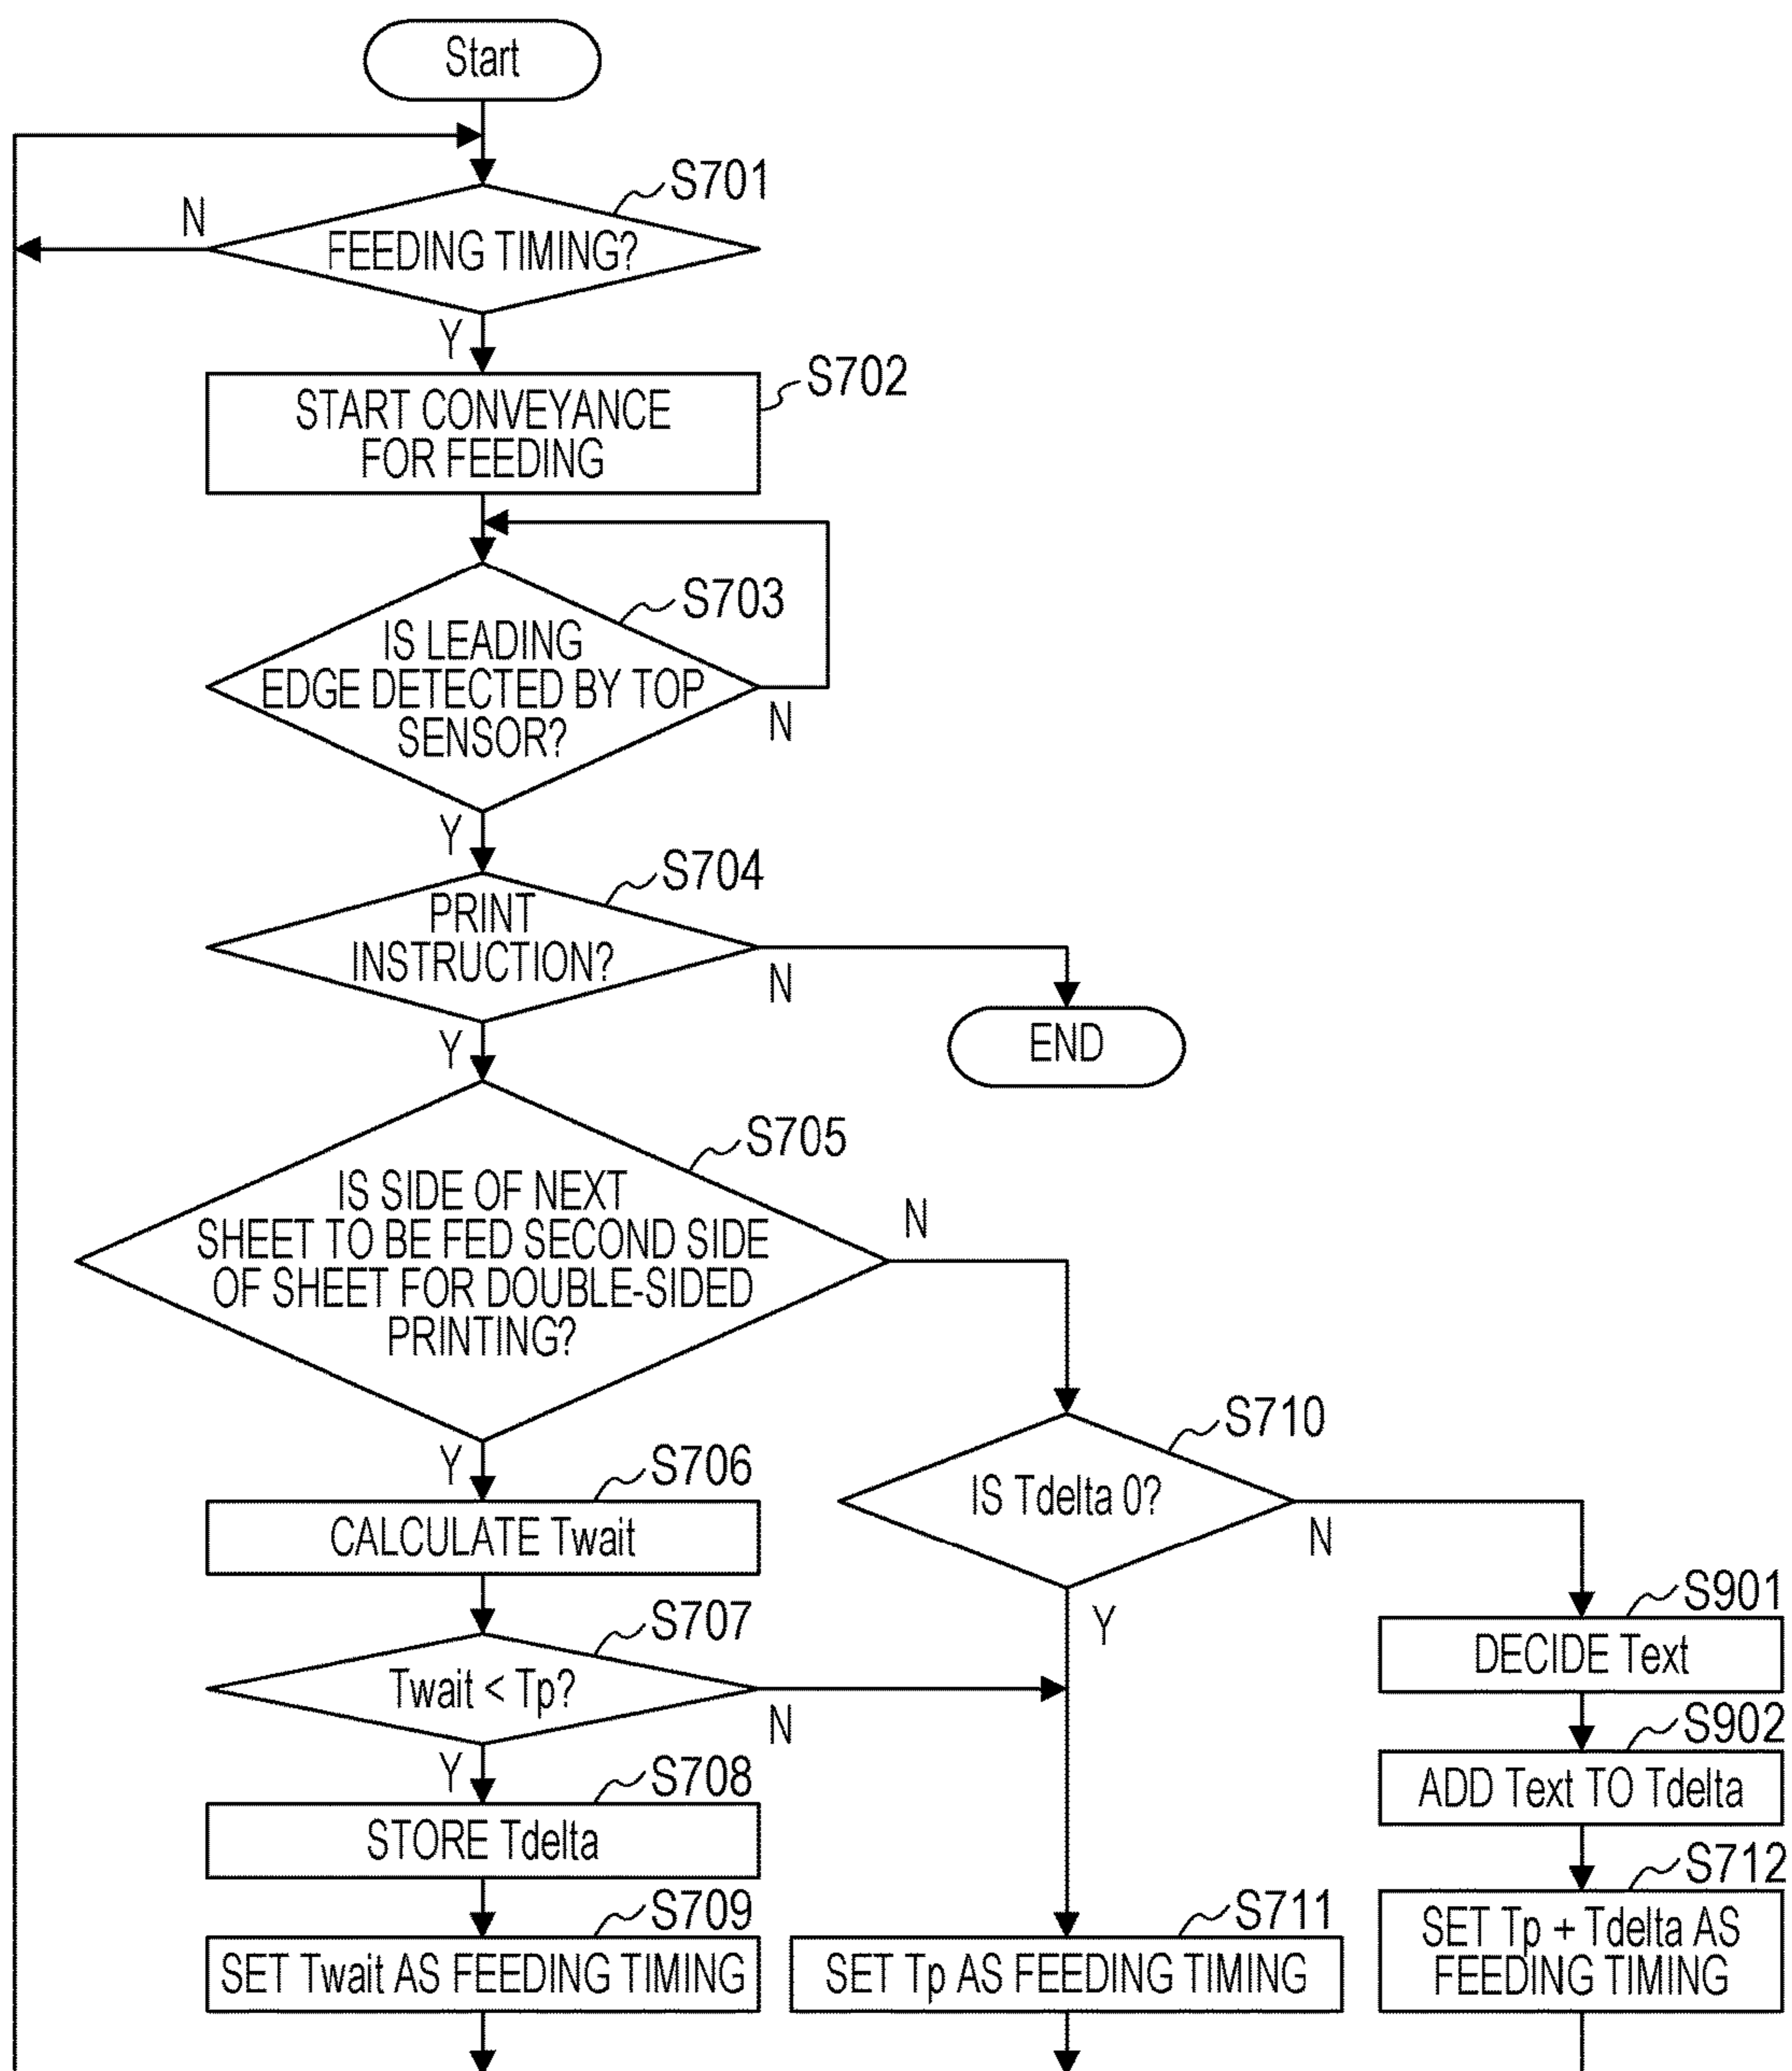 Start
S701
N
FEEDING TIMING?
Y
S702
START CONVEYANCE
FOR FEEDING
S703
IS LEADING
EDGE DETECTED BY TOP
SENSOR?
N
Y
S704
PRINT
INSTRUCTION?
N
Y
END
S705
IS SIDE OF NEXT
SHEET TO BE FED SECOND SIDE
OF SHEET FOR DOUBLE-SIDED
PRINTING?
N
Y
S710
IS Tdelta 0?
N
Y
S706
CALCULATE Twait
S707
Twait < Tp?
N
Y
S901
DECIDE Text
S902
ADD Text TO Tdelta
S708
STORE Tdelta
S709
SET Twait AS FEEDING TIMING
S711
SET Tp AS FEEDING TIMING
S712
SET Tp + Tdelta AS
FEEDING TIMING